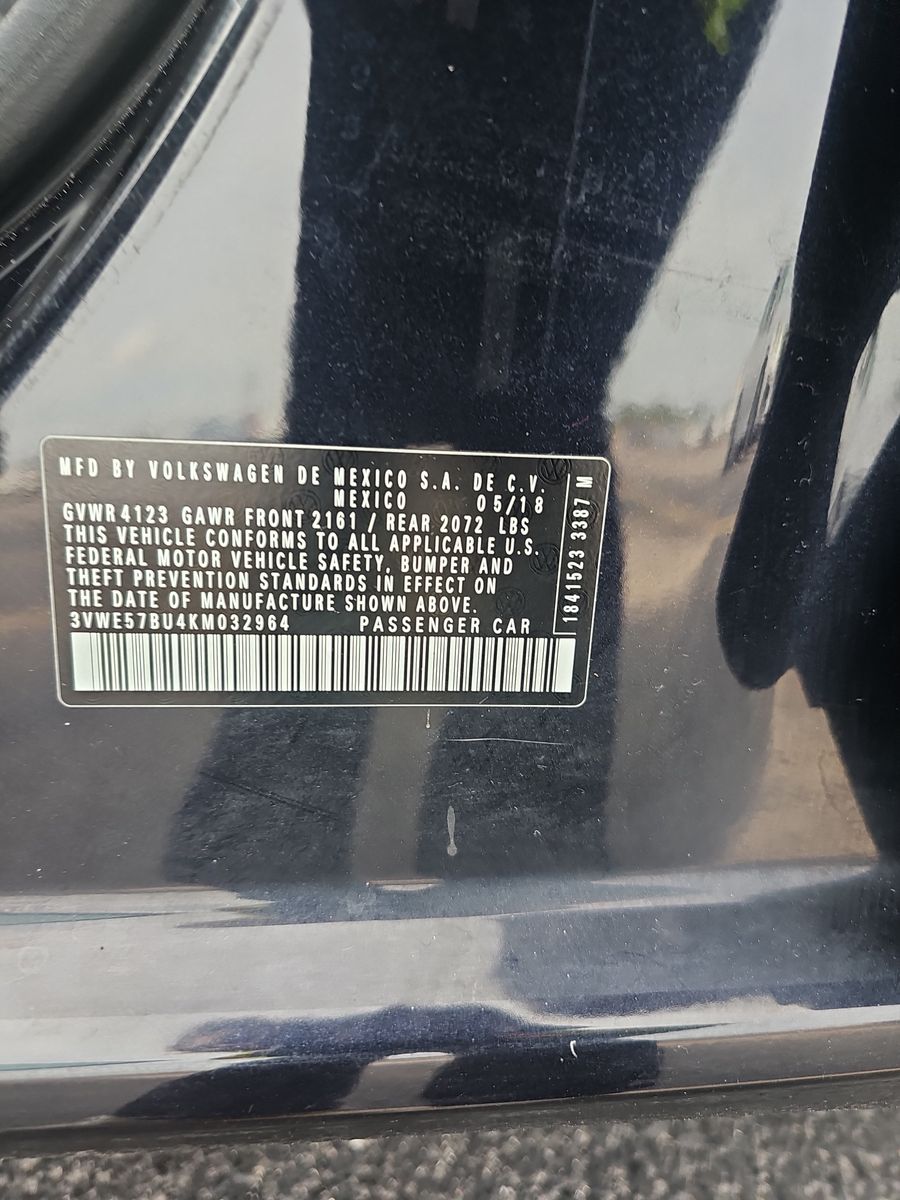 MFD BY VOLKSWAGEN DE MEXICO S.A. DE C.V.
MEXICO 05/18
GVWR 4123 GAWR FRONT 2161 / REAR 2072 LBS
THIS VEHICLE CONFORMS TO ALL APPLICABLE U.S.
FEDERAL MOTOR VEHICLE SAFETY, BUMPER AND
THEFT PREVENTION STANDARDS IN EFFECT ON
THE DATE OF MANUFACTURE SHOWN ABOVE.
3VWE57BU4KM032964 PASSENGER CAR
1841523 3387 M